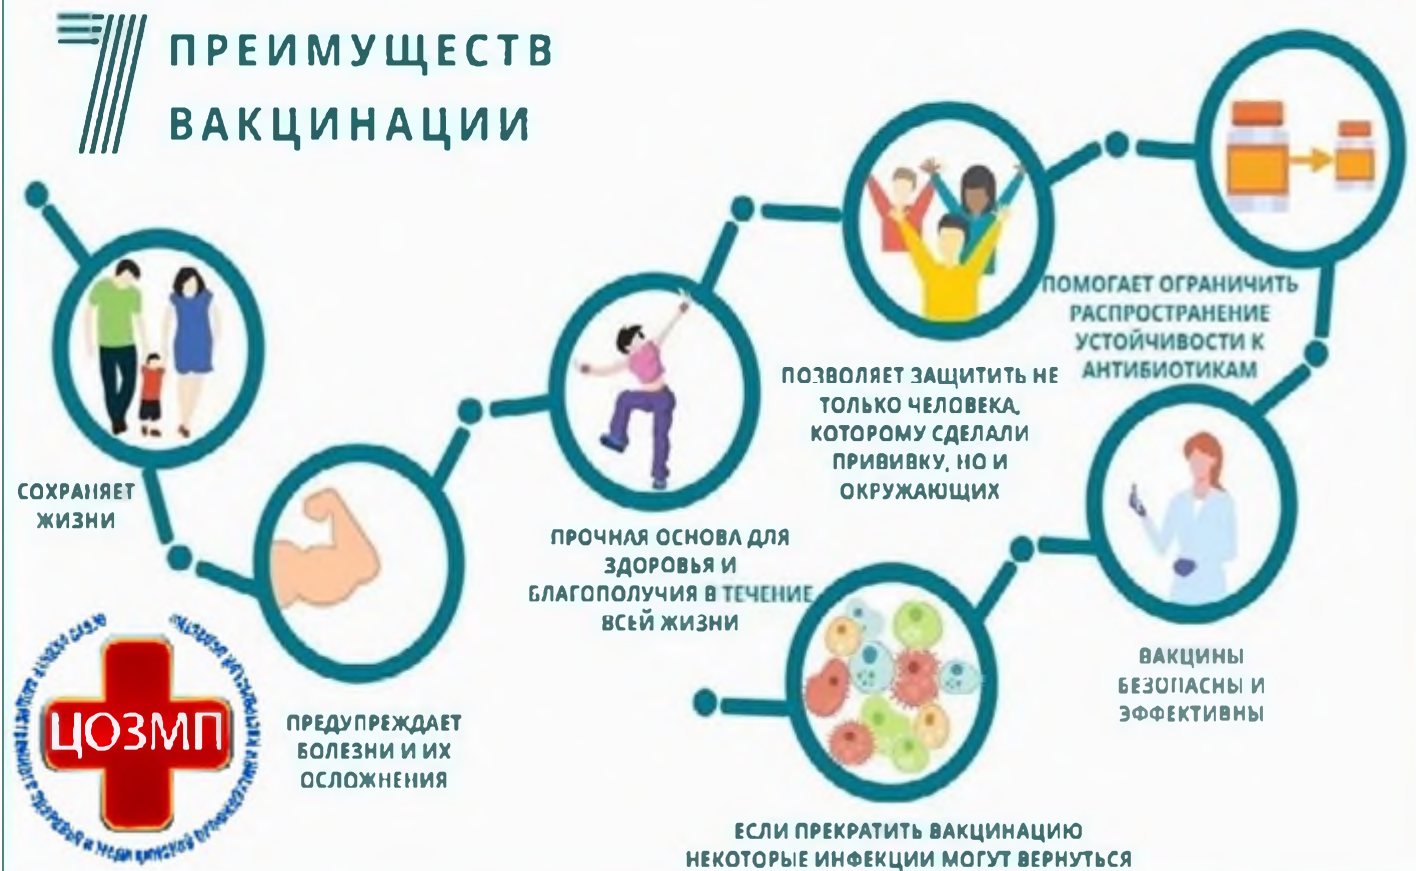 7 ПРЕИМУЩЕСТВ
ВАКЦИНАЦИИ
СОХРАНЯЕТ
ЖИЗНИ
ПРЕДУПРЕЖДАЕТ
БОЛЕЗНИ И ИХ
ОСЛОЖНЕНИЯ
ПРОЧНАЯ ОСНОВА ДЛЯ
ЗДОРОВЬЯ И
БЛАГОПОЛУЧИЯ В ТЕЧЕНИЕ
ВСЕЙ ЖИЗНИ
ПОЗВОЛЯЕТ ЗАЩИТИТЬ НЕ
ТОЛЬКО ЧЕЛОВЕКА,
КОТОРОМУ СДЕЛАЛИ
ПРИВИВКУ, НО И
ОКРУЖАЮЩИХ
ПОМОГАЕТ ОГРАНИЧИТЬ
РАСПРОСТРАНЕНИЕ
УСТОЙЧИВОСТИ К
АНТИБИОТИКАМ
ВАКЦИНЫ
БЕЗОПАСНЫ И
ЭФФЕКТИВНЫ
ЕСЛИ ПРЕКРАТИТЬ ВАКЦИНАЦИЮ
НЕКОТОРЫЕ ИНФЕКЦИИ МОГУТ ВЕРНУТЬСЯ
ЦОЗМП